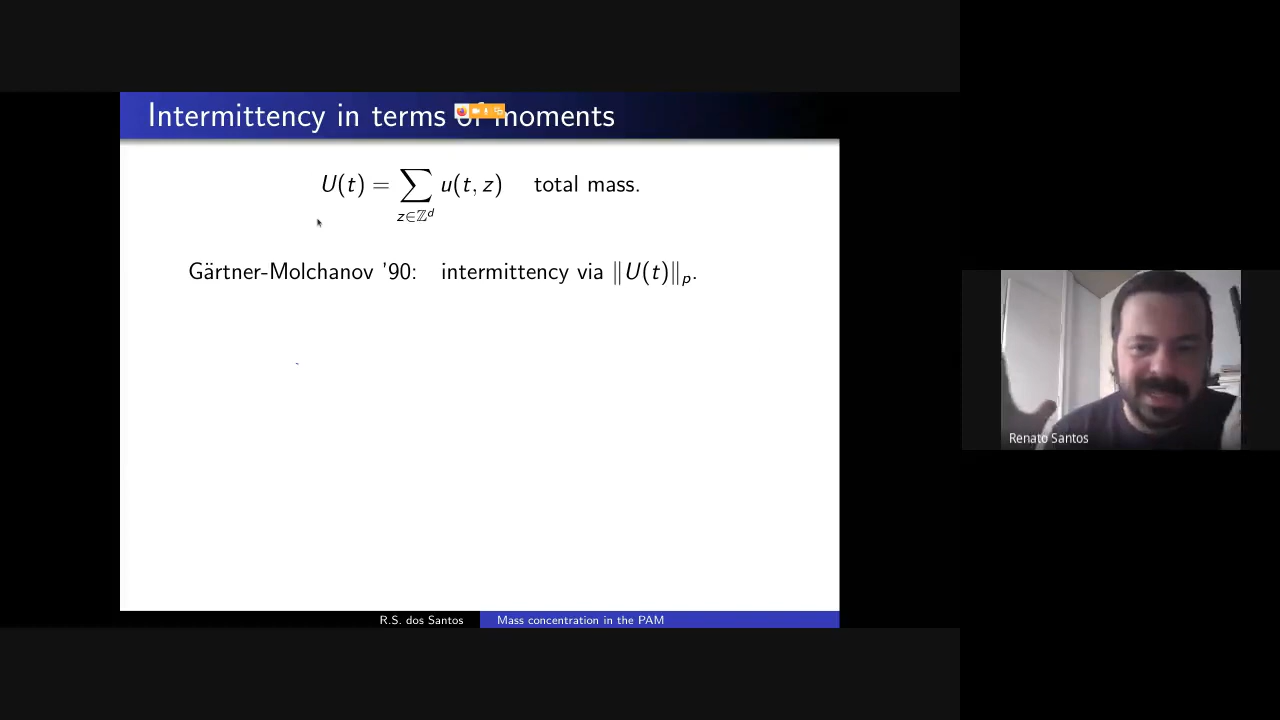 Intermittency in terms of moments
U(t) = ∑_{z∈ℤ^d} u(t, z) total mass.
Gärtner-Molchanov '90: intermittency via ‖U(t)‖_p.
Renato Santos
R.S. dos Santos Mass concentration in the PAM